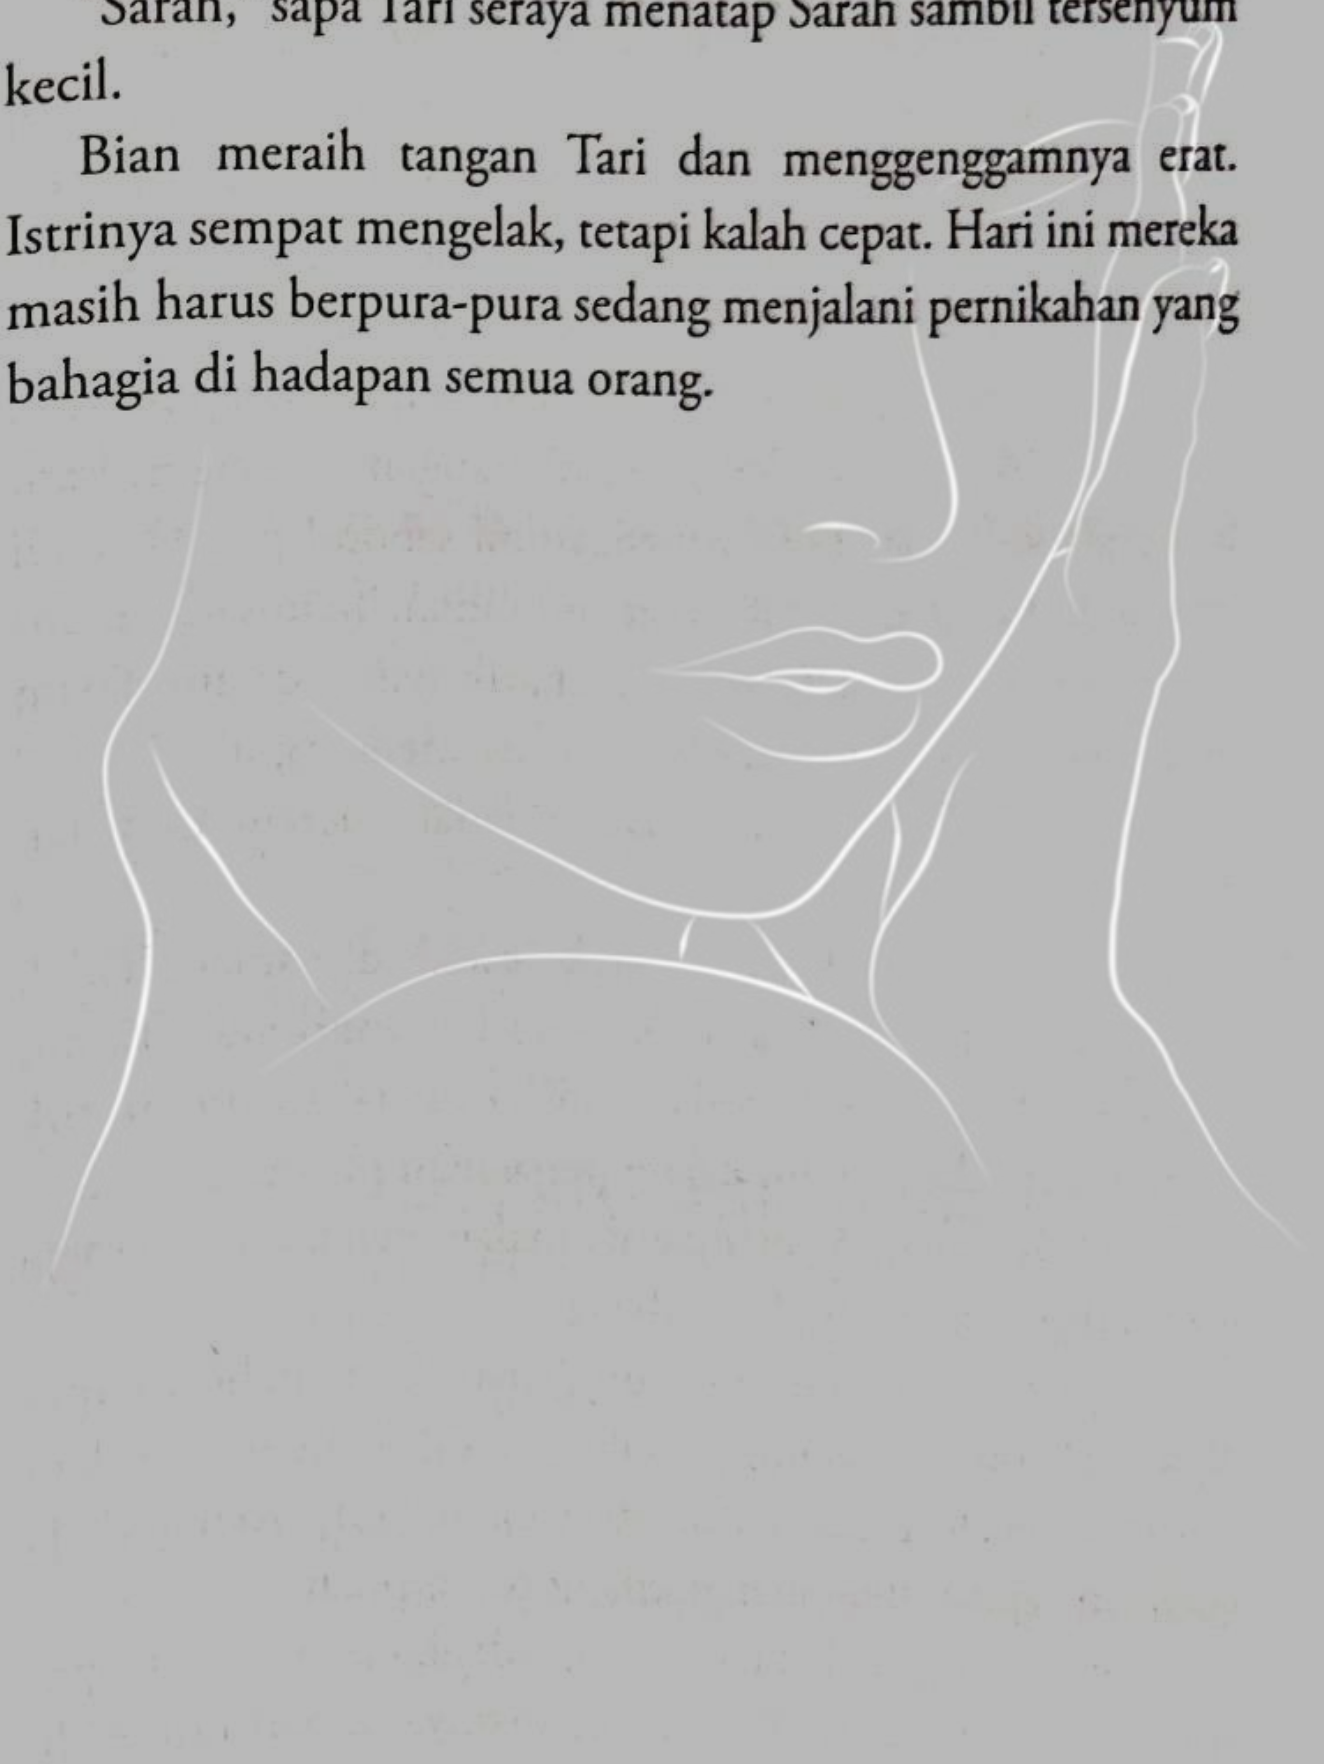 Sarah," sapa Tari seraya menatap Sarah sambil tersenyum
kecil.
Bian meraih tangan Tari dan menggenggamnya erat.
Istrinya sempat mengelak, tetapi kalah cepat. Hari ini mereka
masih harus berpura-pura sedang menjalani pernikahan yang
bahagia di hadapan semua orang.